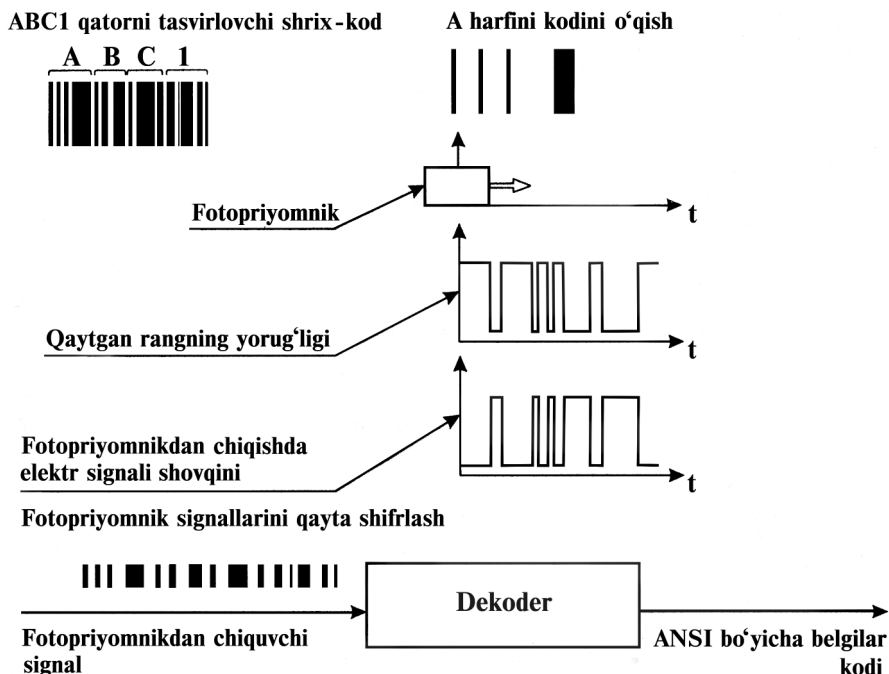 ABC1 qatorni tasvirlovchi shrix-kod
A B C 1
A harfini kodini o‘qish
Fotopriyomnik
t
Qaytgan rangning yorug‘ligi
t
Fotopriyomnikdan chiqishda
elektr signali shovqini
t
Fotopriyomnik signallarini qayta shifrlash
Dekoder
Fotopriyomnikdan chiquvchi
signal
ANSI bo‘yicha belgilar
kodi